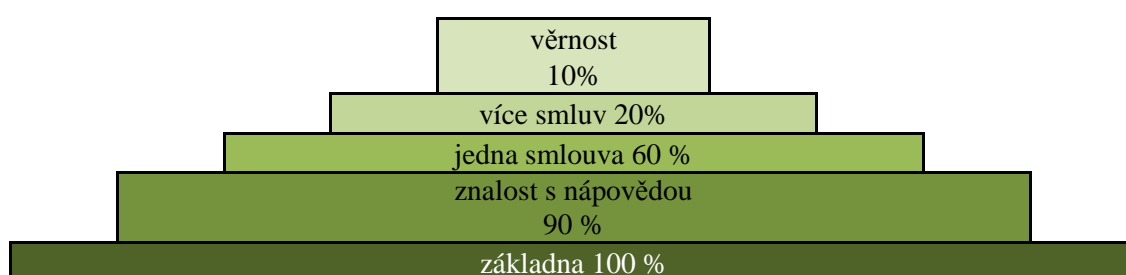 věrnost
10%
více smluv 20%
jedna smlouva 60 %
znalost s nápovědou
90 %
základna 100 %